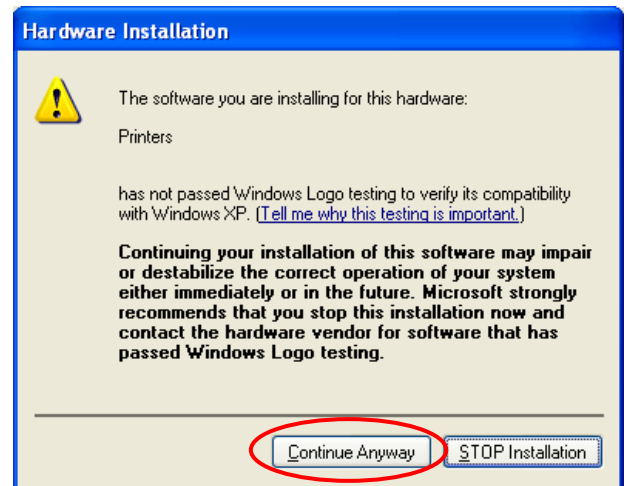 Hardware Installation
The software you are installing for this hardware:
Printers
has not passed Windows Logo testing to verify its compatibility
with Windows XP. (Tell me why this testing is important.)
Continuing your installation of this software may impair
or destabilize the correct operation of your system
either immediately or in the future. Microsoft strongly
recommends that you stop this installation now and
contact the hardware vendor for software that has
passed Windows Logo testing.
Continue Anyway
STOP Installation